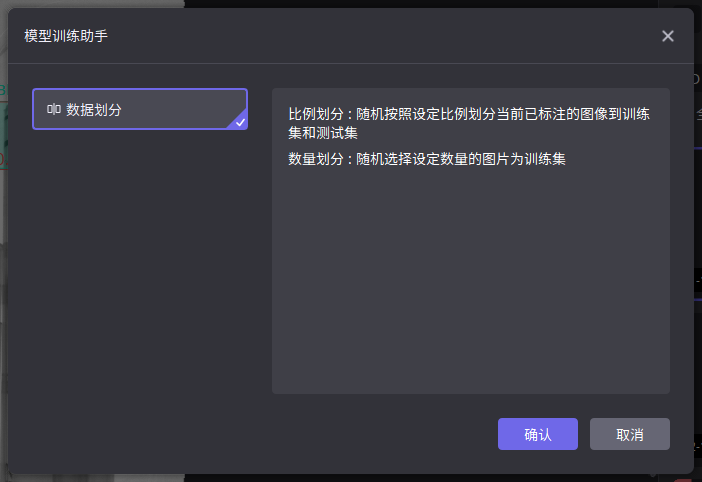 模型训练助手
数据划分
比例划分：随机按照设定比例划分当前已标注的图像到训练
集和测试集
数量划分：随机选择设定数量的图片为训练集
确认
取消